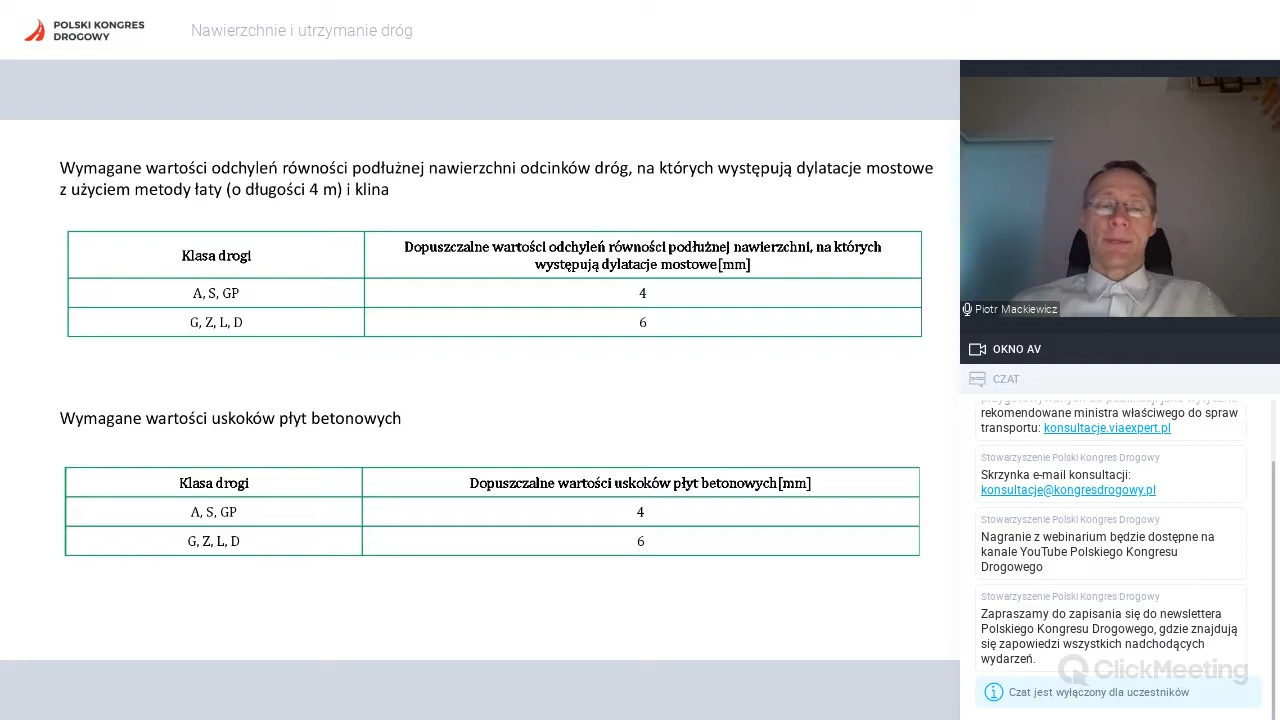 POLSKI KONGRES
DROGOWY
Nawierzchnie i utrzymanie dróg
Wymagane wartości odchyleń równości podłużnej nawierzchni odcinków dróg, na których występują dylatacje mostowe
z użyciem metody łaty (o długości 4 m) i klina
Klasa drogi
Dopuszczalne wartości odchyleń równości podłużnej nawierzchni, na których
występują dylatacje mostowe[mm]
A, S, GP
4
G, Z, L, D
6
Wymagane wartości uskoków płyt betonowych
Klasa drogi
Dopuszczalne wartości uskoków płyt betonowych[mm]
A, S, GP
4
G, Z, L, D
6
Piotr Mackiewicz
OKNO AV
CZAT
rekomendowane ministra właściwego do spraw
transportu: konsultacje.viaexpert.pl
Stowarzyszenie Polski Kongres Drogowy
Skrzynka e-mail konsultacji:
konsultacje@kongresdrogowy.pl
Stowarzyszenie Polski Kongres Drogowy
Nagranie z webinarium będzie dostępne na
kanale YouTube Polskiego Kongresu
Drogowego
Stowarzyszenie Polski Kongres Drogowy
Zapraszamy do zapisania się do newslettera
Polskiego Kongresu Drogowego, gdzie znajdują
się zapowiedzi wszystkich nadchodzących
wydarzeń.
ClickMeeting
Czat jest wyłączony dla uczestników